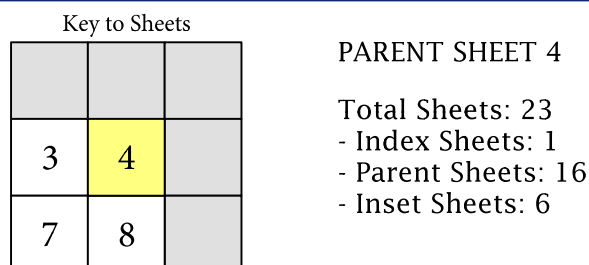 Key to Sheets
3 4
7 8
PARENT SHEET 4
Total Sheets: 23
- Index Sheets: 1
- Parent Sheets: 16
- Inset Sheets: 6